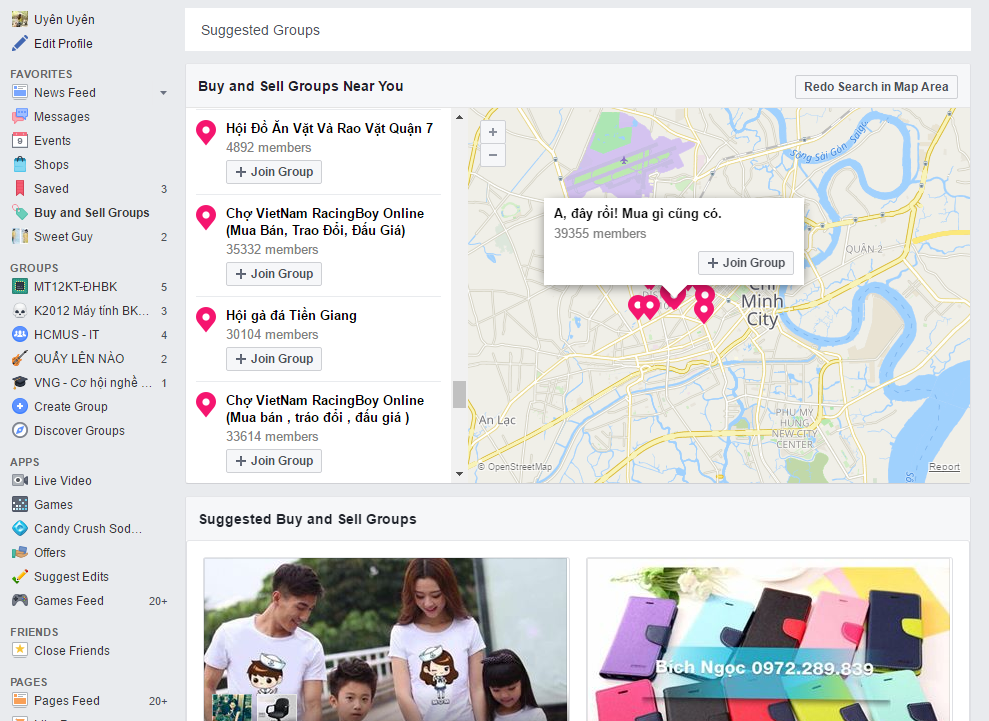 Uyên Uyên
Edit Profile
FAVORITES
News Feed
Messages
Events
Shops
Saved 3
Buy and Sell Groups
Sweet Guy 2
GROUPS
MT12KT-ĐHBK 5
K2012 Máy tính BK... 3
HCMUS - IT 4
QUẨY LÊN NÀO 2
VNG - Cơ hội nghề ... 1
Create Group
Discover Groups
APPS
Live Video
Games
Candy Crush Sod...
Offers
Suggest Edits
Games Feed 20+
FRIENDS
Close Friends
PAGES
Pages Feed 20+
Suggested Groups
Buy and Sell Groups Near You
Redo Search in Map Area
Hội Đồ Ăn Vặt Và Rao Vặt Quận 7
4892 members
+ Join Group
Chợ VietNam RacingBoy Online
(Mua Bán, Trao Đổi, Đấu Giá)
35332 members
+ Join Group
Hội gà đá Tiền Giang
30104 members
+ Join Group
Chợ VietNam RacingBoy Online
(Mua bán , tráo đổi , đấu giá )
33614 members
+ Join Group
+
−
Sông Sài Gòn-Saigo
A, đây rồi! Mua gì cũng có.
39355 members
+ Join Group
QUẬN 2
Chi
Minh
City
An Lac
PHU MY
HUNG
NEW CITY
CENTER
© OpenStreetMap
Report
Suggested Buy and Sell Groups
Bích Ngọc 0972.289.839